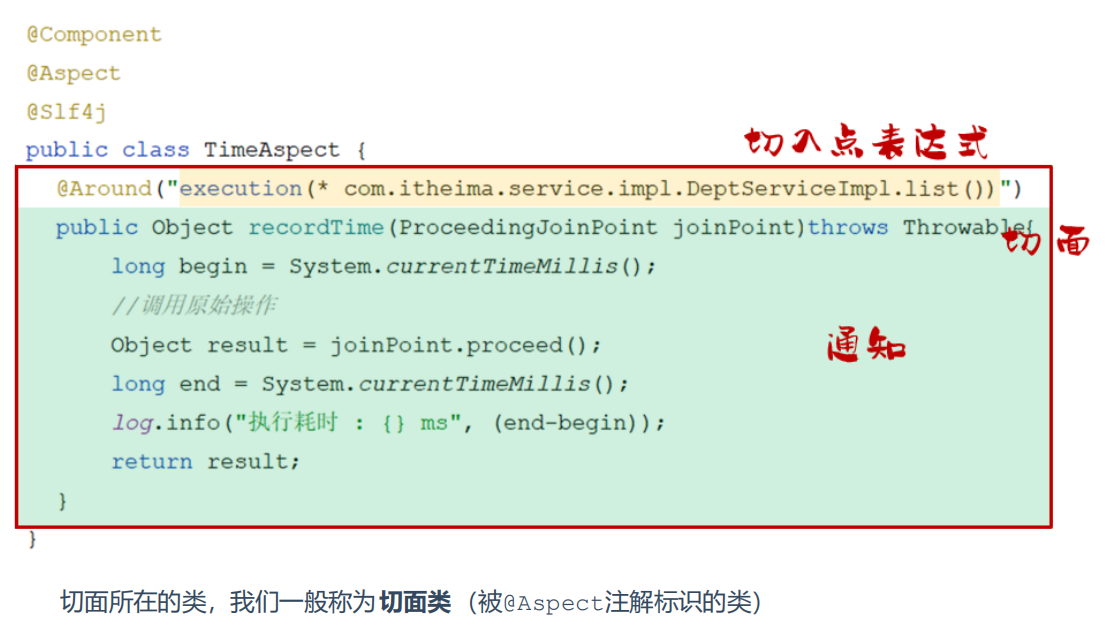 @Component
@Aspect
@Slf4j
public class TimeAspect {
切入点表达式
@Around("execution(* com.itheima.service.impl.DeptServiceImpl.list())")
public Object recordTime(ProceedingJoinPoint joinPoint)throws Throwable{
切面
long begin = System.currentTimeMillis();
//调用原始操作
Object result = joinPoint.proceed();
通知
long end = System.currentTimeMillis();
log.info("执行耗时 : {} ms", (end-begin));
return result;
}
}
切面所在的类，我们一般称为切面类（被@Aspect注解标识的类）